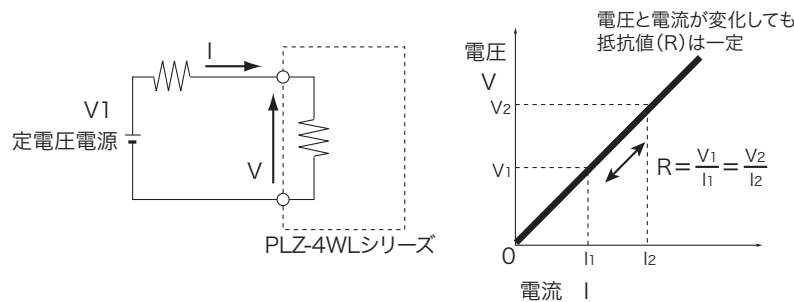 I
V1
定電圧電源
V
PLZ-4WLシリーズ
電圧と電流が変化しても
抵抗値(R)は一定
電圧
V
V2
V1
R=V1/I1=V2/I2
0
I1
I2
電流 I